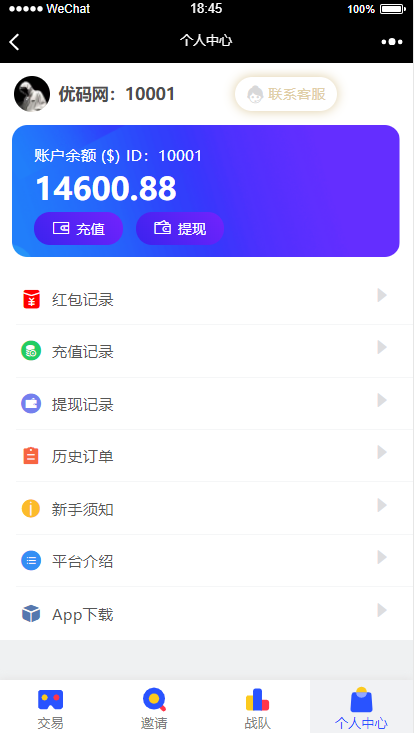 ●●●●● WeChat 18:45 100%
个人中心
优码网：10001 联系客服
账户余额 ($) ID：10001
14600.88
充值 提现
红包记录
充值记录
提现记录
历史订单
新手须知
平台介绍
App下载
交易 邀请 战队 个人中心